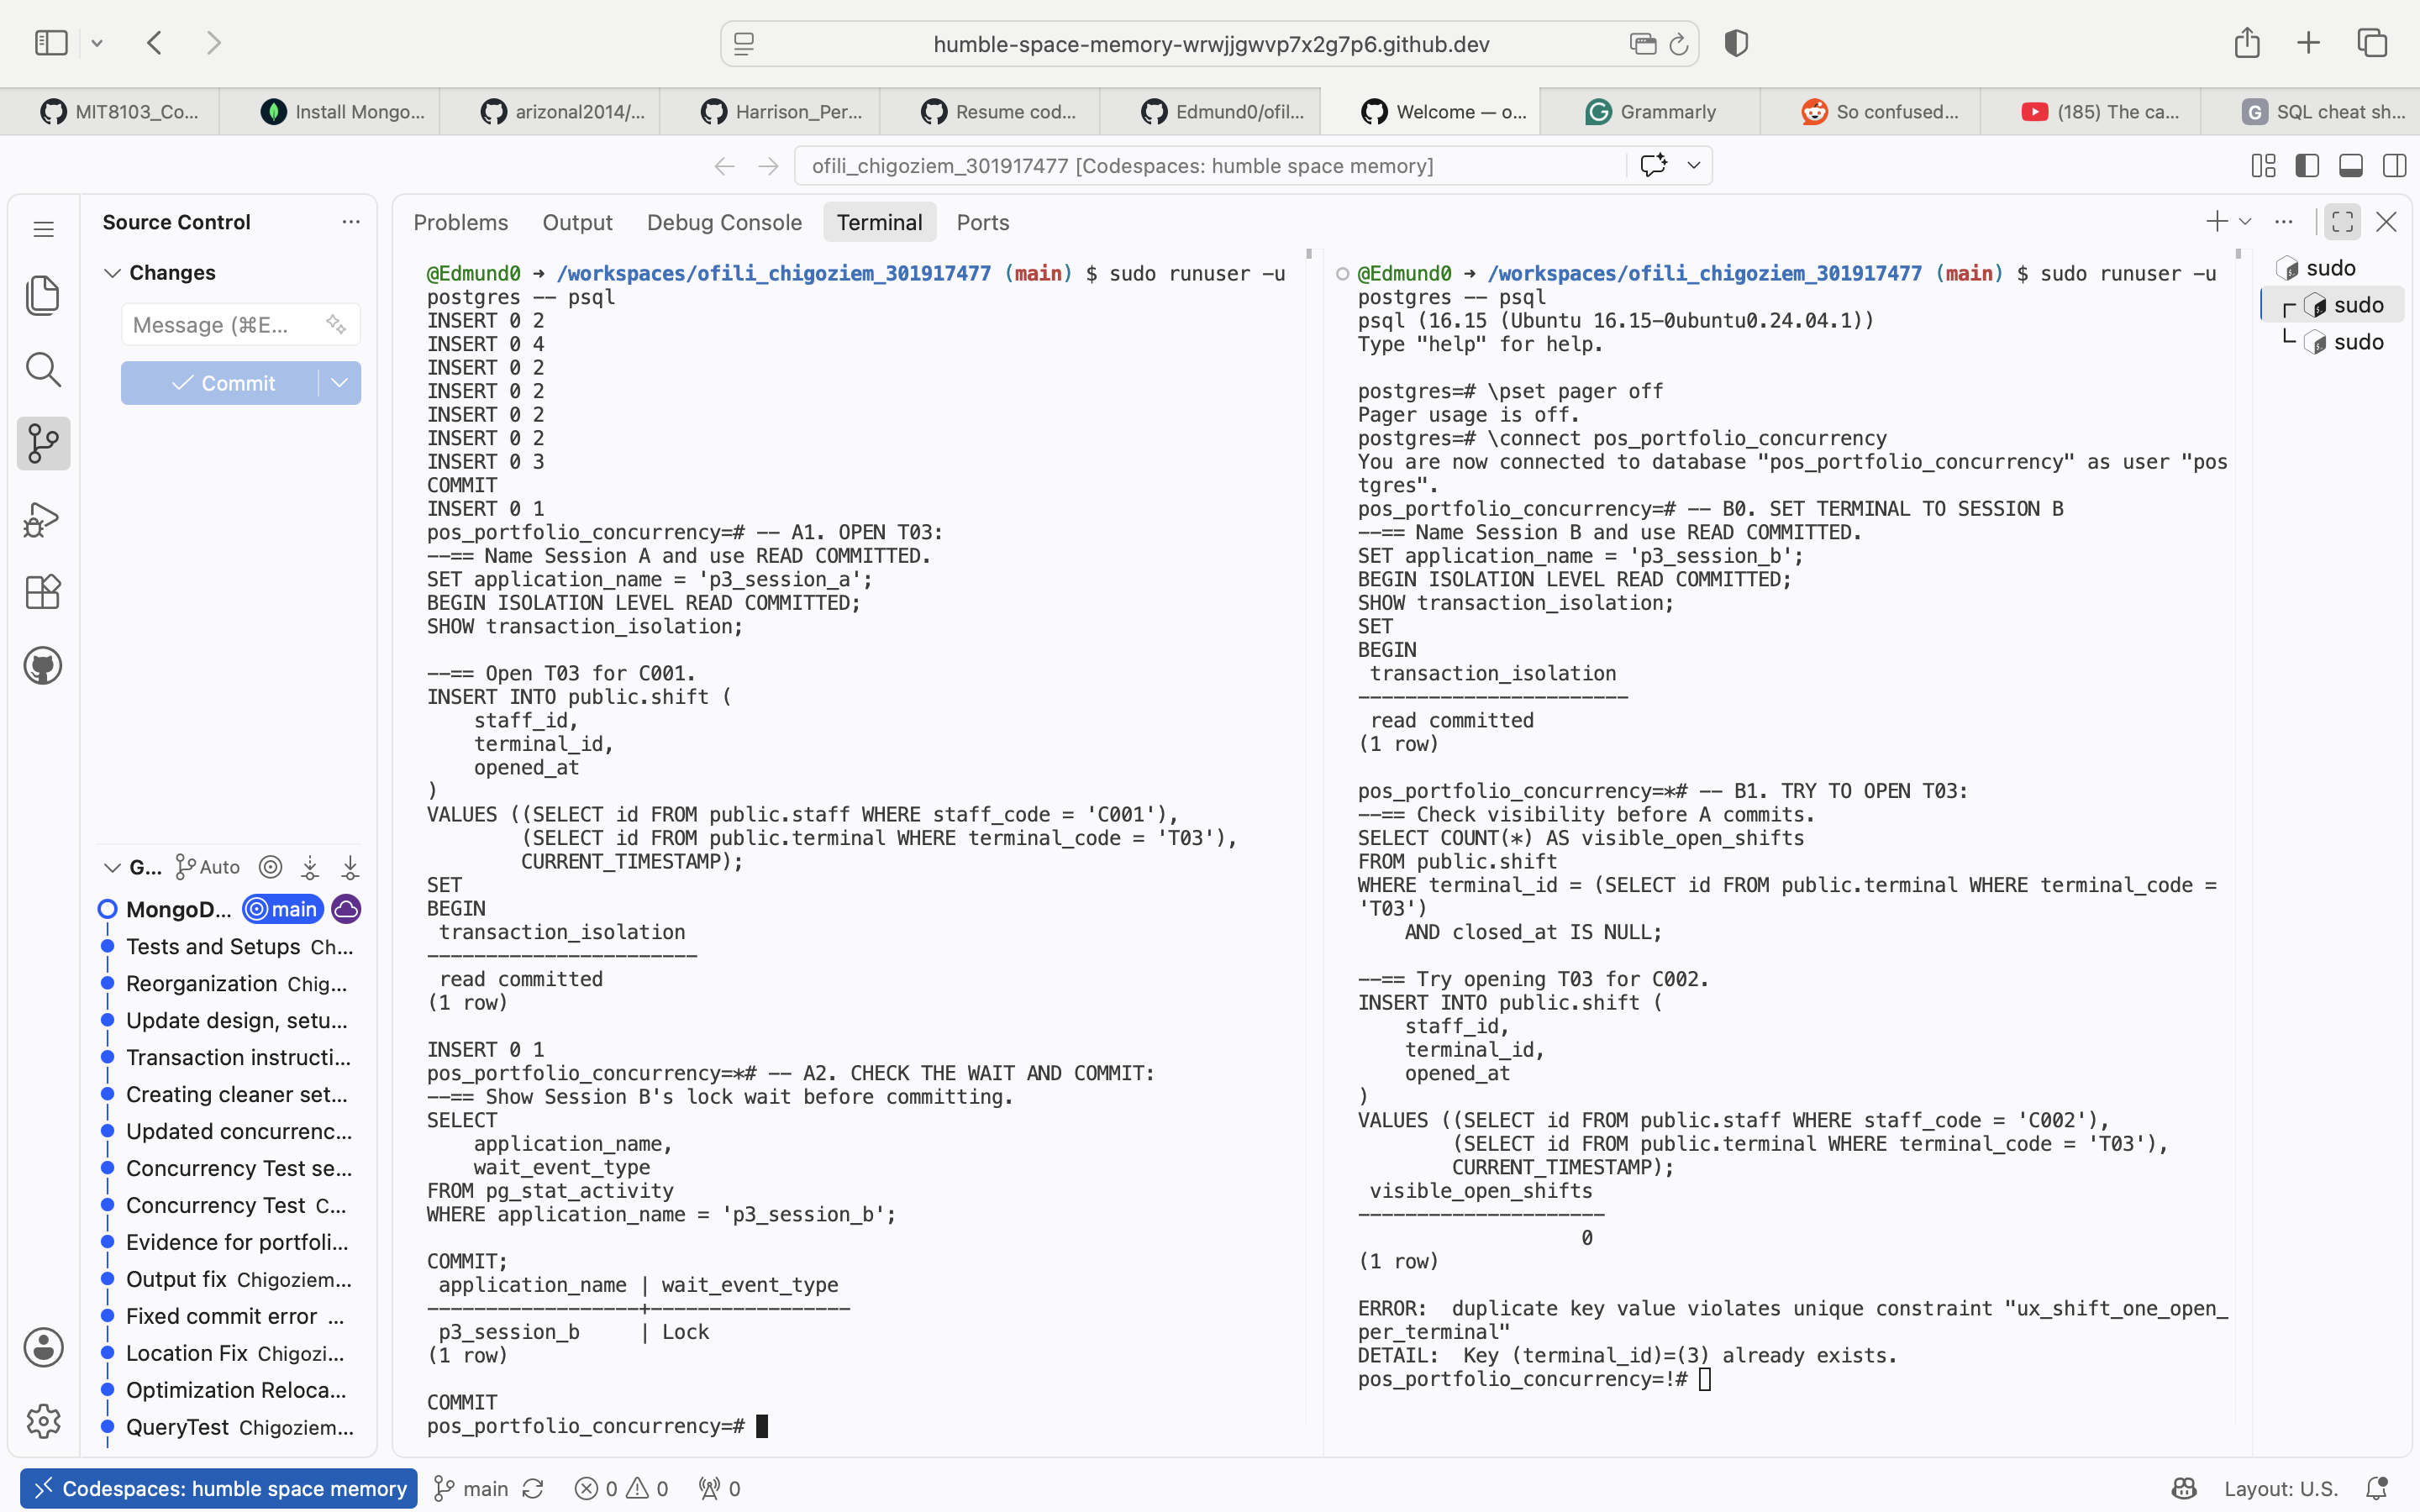 humble-space-memory-wrwjjgwvp7x2g7p6.github.dev
MIT8103_Co...
Install Mongo...
arizonal2014/...
Harrison_Per...
Resume cod...
Edmund0/ofil...
Welcome — o...
Grammarly
So confused...
(185) The ca...
G
SQL cheat sh...
ofili_chigoziem_301917477 [Codespaces: humble space memory]
Source Control
Changes
Message (⌘E...
Commit
G...
Auto
MongoD...
main
Tests and Setups Ch...
Reorganization Chig...
Update design, setu...
Transaction instructi...
Creating cleaner set...
Updated concurrenc...
Concurrency Test se...
Concurrency Test C...
Evidence for portfoli...
Output fix Chigoziem...
Fixed commit error ...
Location Fix Chigozi...
Optimization Reloca...
QueryTest Chigoziem...
Problems
Output
Debug Console
Terminal
Ports
@Edmund0 → /workspaces/ofili_chigoziem_301917477 (main) $ sudo runuser -u
postgres -- psql
INSERT 0 2
INSERT 0 4
INSERT 0 2
INSERT 0 2
INSERT 0 2
INSERT 0 2
INSERT 0 3
COMMIT
INSERT 0 1
pos_portfolio_concurrency=# -- A1. OPEN T03:
--== Name Session A and use READ COMMITTED.
SET application_name = 'p3_session_a';
BEGIN ISOLATION LEVEL READ COMMITTED;
SHOW transaction_isolation;
--== Open T03 for C001.
INSERT INTO public.shift (
staff_id,
terminal_id,
opened_at
)
VALUES ((SELECT id FROM public.staff WHERE staff_code = 'C001'),
(SELECT id FROM public.terminal WHERE terminal_code = 'T03'),
CURRENT_TIMESTAMP);
SET
BEGIN
transaction_isolation
-----------------------
read committed
(1 row)
INSERT 0 1
pos_portfolio_concurrency=*# -- A2. CHECK THE WAIT AND COMMIT:
--== Show Session B's lock wait before committing.
SELECT
application_name,
wait_event_type
FROM pg_stat_activity
WHERE application_name = 'p3_session_b';
COMMIT;
application_name | wait_event_type
------------------+-----------------
p3_session_b | Lock
(1 row)
COMMIT
pos_portfolio_concurrency=#
@Edmund0 → /workspaces/ofili_chigoziem_301917477 (main) $ sudo runuser -u
postgres -- psql
psql (16.15 (Ubuntu 16.15-0ubuntu0.24.04.1))
Type "help" for help.
postgres=# \pset pager off
Pager usage is off.
postgres=# \connect pos_portfolio_concurrency
You are now connected to database "pos_portfolio_concurrency" as user "pos
tgres".
pos_portfolio_concurrency=# -- B0. SET TERMINAL TO SESSION B
--== Name Session B and use READ COMMITTED.
SET application_name = 'p3_session_b';
BEGIN ISOLATION LEVEL READ COMMITTED;
SHOW transaction_isolation;
SET
BEGIN
transaction_isolation
-----------------------
read committed
(1 row)
pos_portfolio_concurrency=*# -- B1. TRY TO OPEN T03:
--== Check visibility before A commits.
SELECT COUNT(*) AS visible_open_shifts
FROM public.shift
WHERE terminal_id = (SELECT id FROM public.terminal WHERE terminal_code =
'T03')
AND closed_at IS NULL;
--== Try opening T03 for C002.
INSERT INTO public.shift (
staff_id,
terminal_id,
opened_at
)
VALUES ((SELECT id FROM public.staff WHERE staff_code = 'C002'),
(SELECT id FROM public.terminal WHERE terminal_code = 'T03'),
CURRENT_TIMESTAMP);
visible_open_shifts
---------------------
0
(1 row)
ERROR:  duplicate key value violates unique constraint "ux_shift_one_open_
per_terminal"
DETAIL:  Key (terminal_id)=(3) already exists.
pos_portfolio_concurrency=!#
sudo
sudo
sudo
Codespaces: humble space memory
main
0
0
0
Layout: U.S.